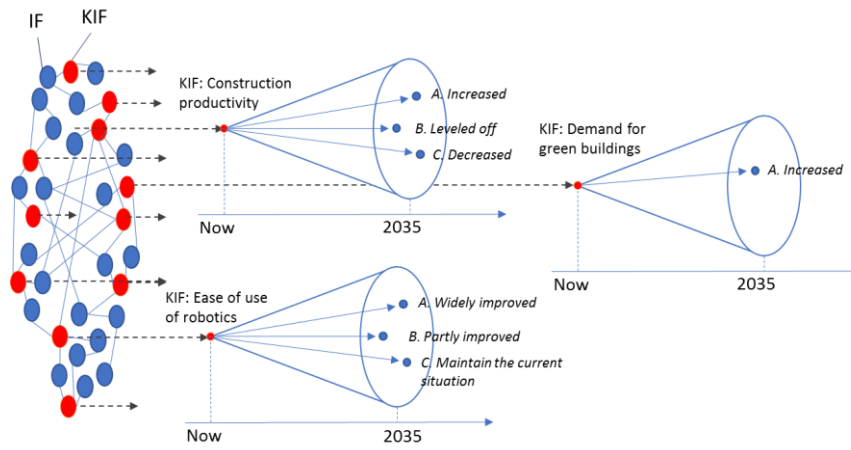 IF
KIF
KIF: Construction
productivity
A. Increased
B. Leveled off
C. Decreased
Now
2035
KIF: Demand for
green buildings
A. Increased
Now
2035
KIF: Ease of use
of robotics
A. Widely improved
B. Partly improved
C. Maintain the current
situation
Now
2035